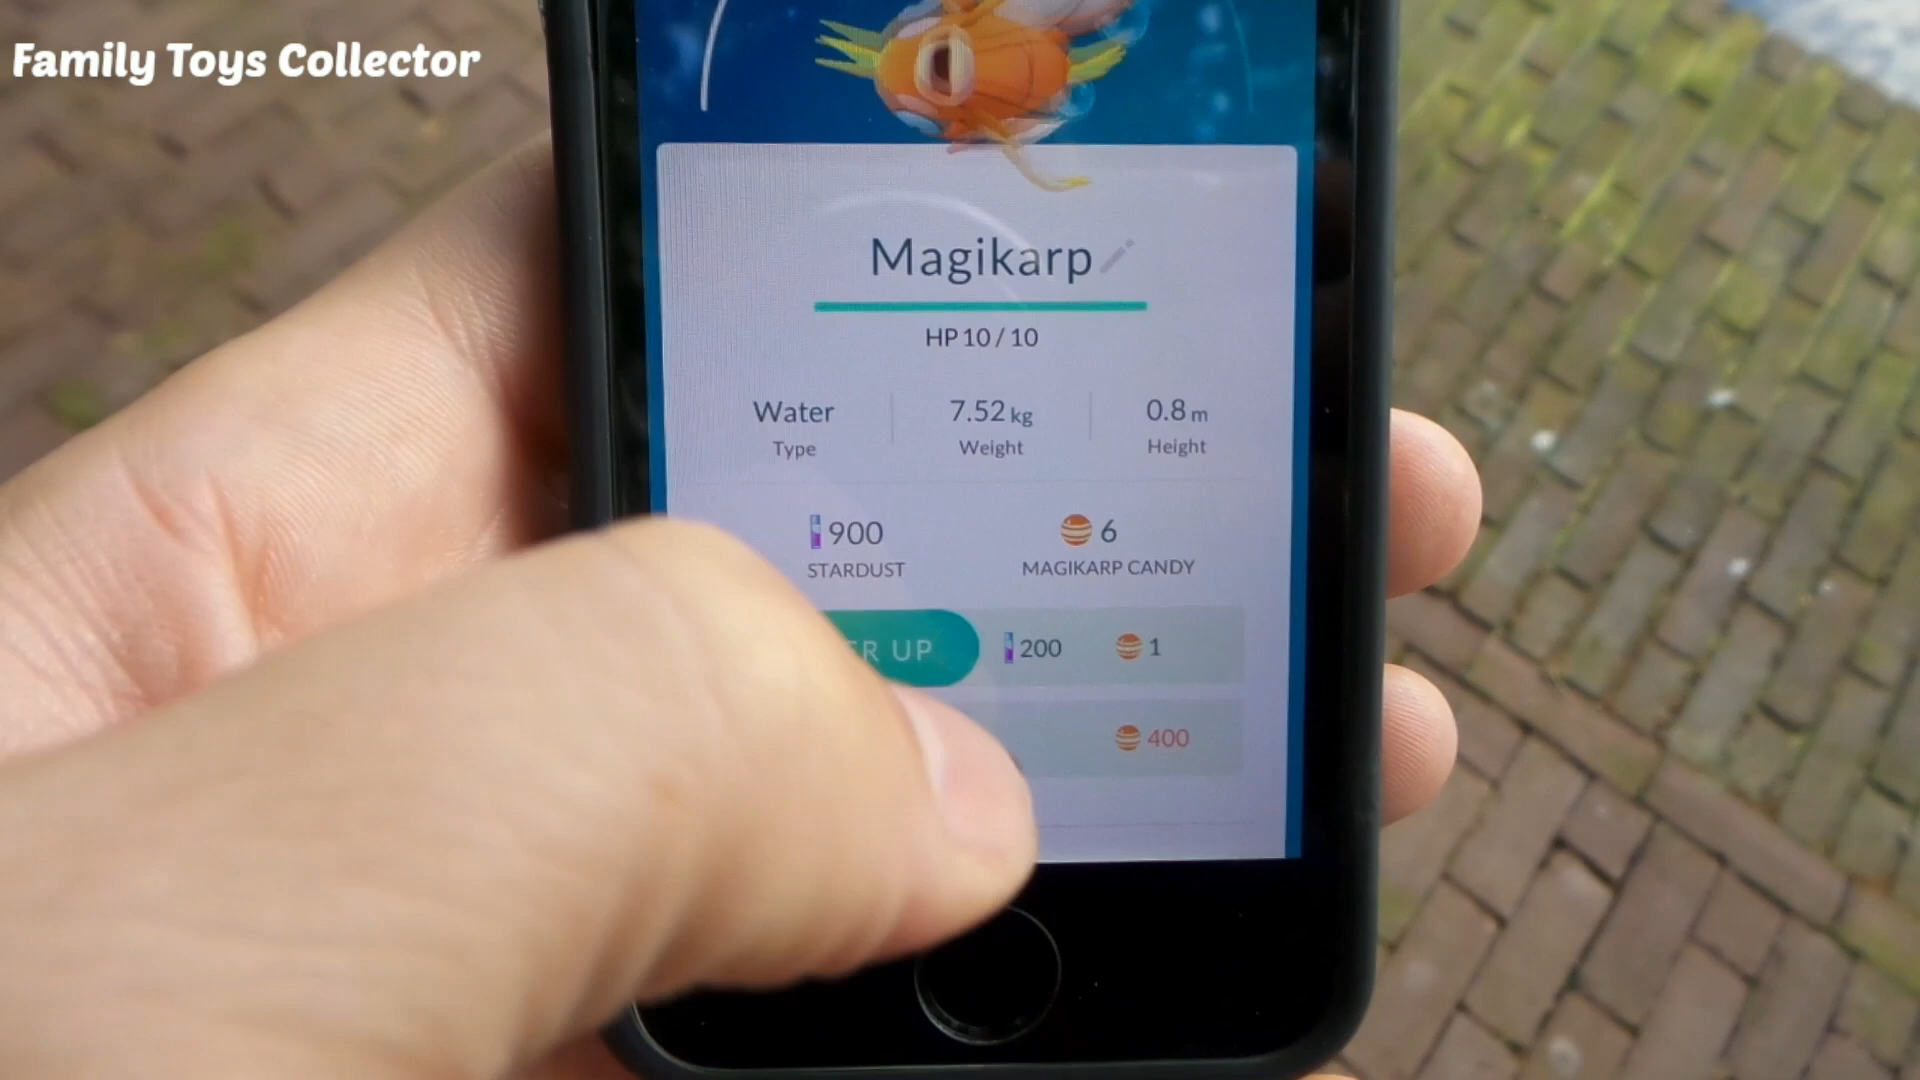 Family Toys Collector
Magikarp
HP 10 / 10
Water
Type
7.52 kg
Weight
0.8 m
Height
900
STARDUST
6
MAGIKARP CANDY
ER UP
200
1
400